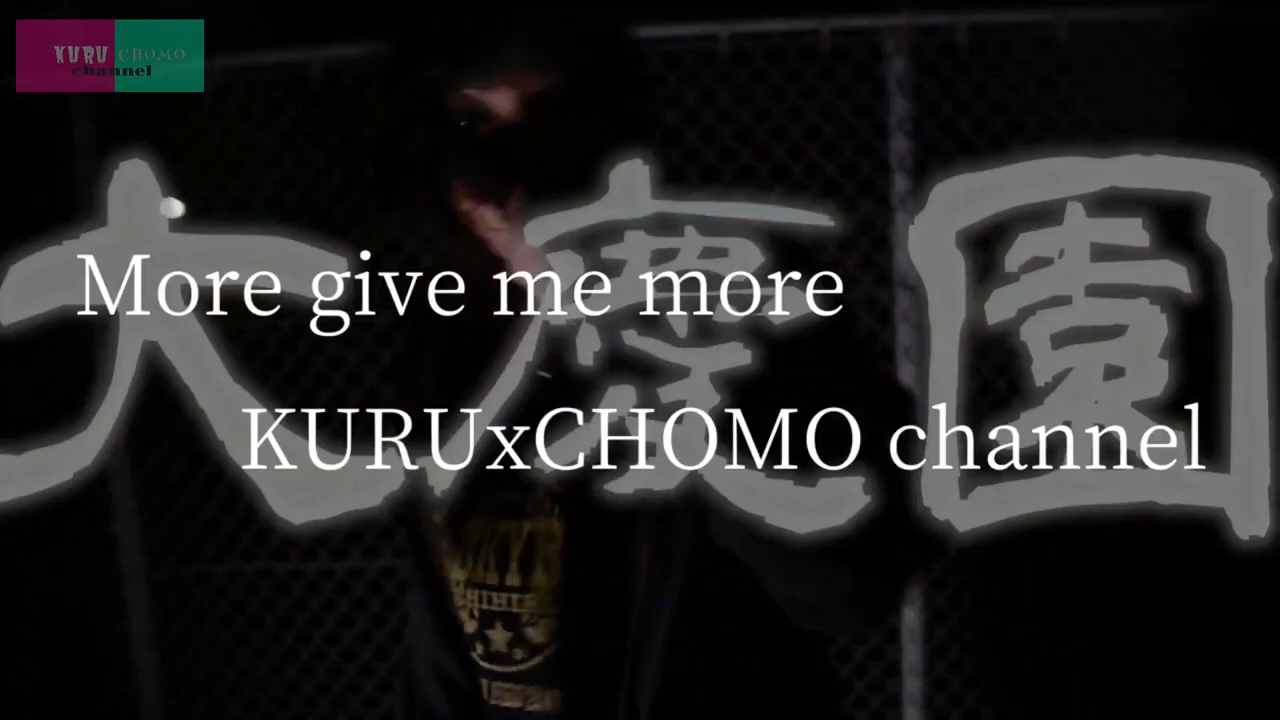 KURU CHOMO
channel
大慶園
More give me more
KURUxCHOMO channel